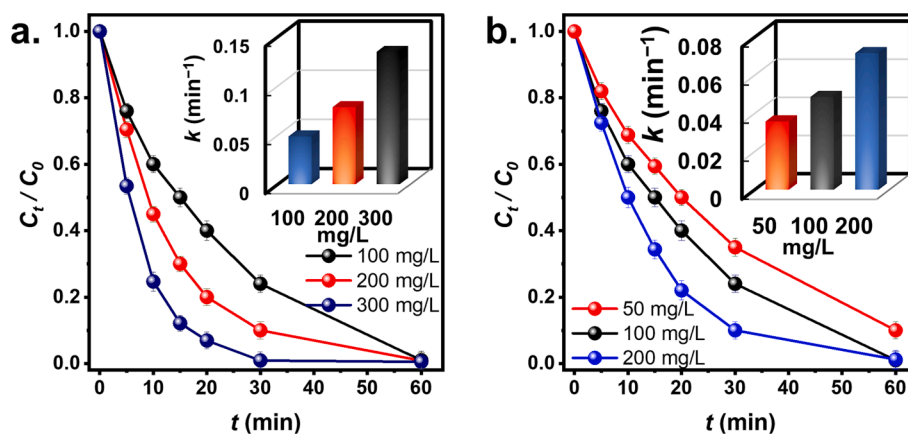 a.
C_t / C_0
1.0
0.8
0.6
0.4
0.2
0.0
0 10 20 30 40 50 60
t (min)
k (min⁻¹)
0.15
0.1
0.05
0
100 200 300
mg/L
100 mg/L
200 mg/L
300 mg/L
b.
C_t / C_0
1.0
0.8
0.6
0.4
0.2
0.0
0 10 20 30 40 50 60
t (min)
k (min⁻¹)
0.08
0.06
0.04
0.02
0
50 100 200
mg/L
50 mg/L
100 mg/L
200 mg/L